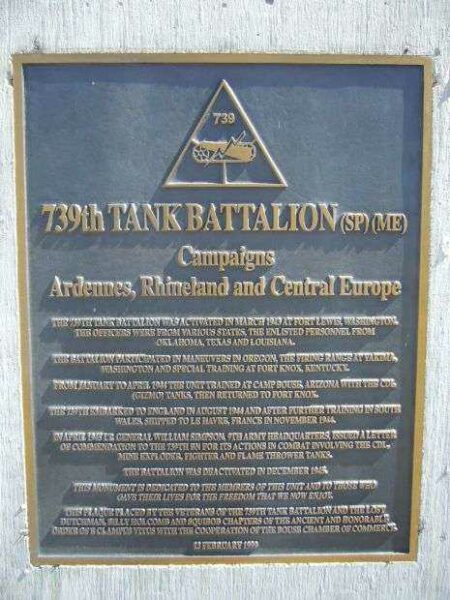 739
739th TANK BATTALION (SP) (ME)
Campaigns
Ardennes, Rhineland and Central Europe
THE 739TH TANK BATTALION WAS ACTIVATED IN MARCH 1943 AT FORT LEWIS, WASHINGTON.
THE OFFICERS WERE FROM VARIOUS STATES, THE ENLISTED PERSONNEL FROM
OKLAHOMA, TEXAS AND LOUISIANA.
THE BATTALION PARTICIPATED IN MANEUVERS IN OREGON, THE FIRING RANGE AT YAKIMA,
WASHINGTON AND SPECIAL TRAINING AT FORT KNOX, KENTUCKY.
FROM JANUARY TO APRIL 1944 THE UNIT TRAINED AT CAMP BOUSE, ARIZONA WITH THE CDL
(GIZMO) TANKS, THEN RETURNED TO FORT KNOX.
THE 739TH EMBARKED TO ENGLAND IN AUGUST 1944 AND AFTER FURTHER TRAINING IN SOUTH
WALES, SHIPPED TO LE HAVRE, FRANCE IN NOVEMBER 1944.
IN APRIL 1945 LT. GENERAL WILLIAM SIMPSON, 9TH ARMY HEADQUARTERS, ISSUED A LETTER
OF COMMENDATION TO THE 739TH BN FOR ITS ACTIONS IN COMBAT INVOLVING THE CDL,
MINE EXPLODER, FIGHTER AND FLAME THROWER TANKS.
THE BATTALION WAS DEACTIVATED IN DECEMBER 1945.
THIS MONUMENT IS DEDICATED TO THE MEMBERS OF THIS UNIT AND TO THOSE WHO
GAVE THEIR LIVES FOR THE FREEDOM THAT WE NOW ENJOY.
THIS PLAQUE PLACED BY THE VETERANS OF THE 739TH TANK BATTALION AND THE LOST
DUTCHMAN, BILLY HOLCOMB AND SQUIBOB CHAPTERS OF THE ANCIENT AND HONORABLE
ORDER OF E CLAMPUS VITUS WITH THE COOPERATION OF THE BOUSE CHAMBER OF COMMERCE.
FEBRUARY